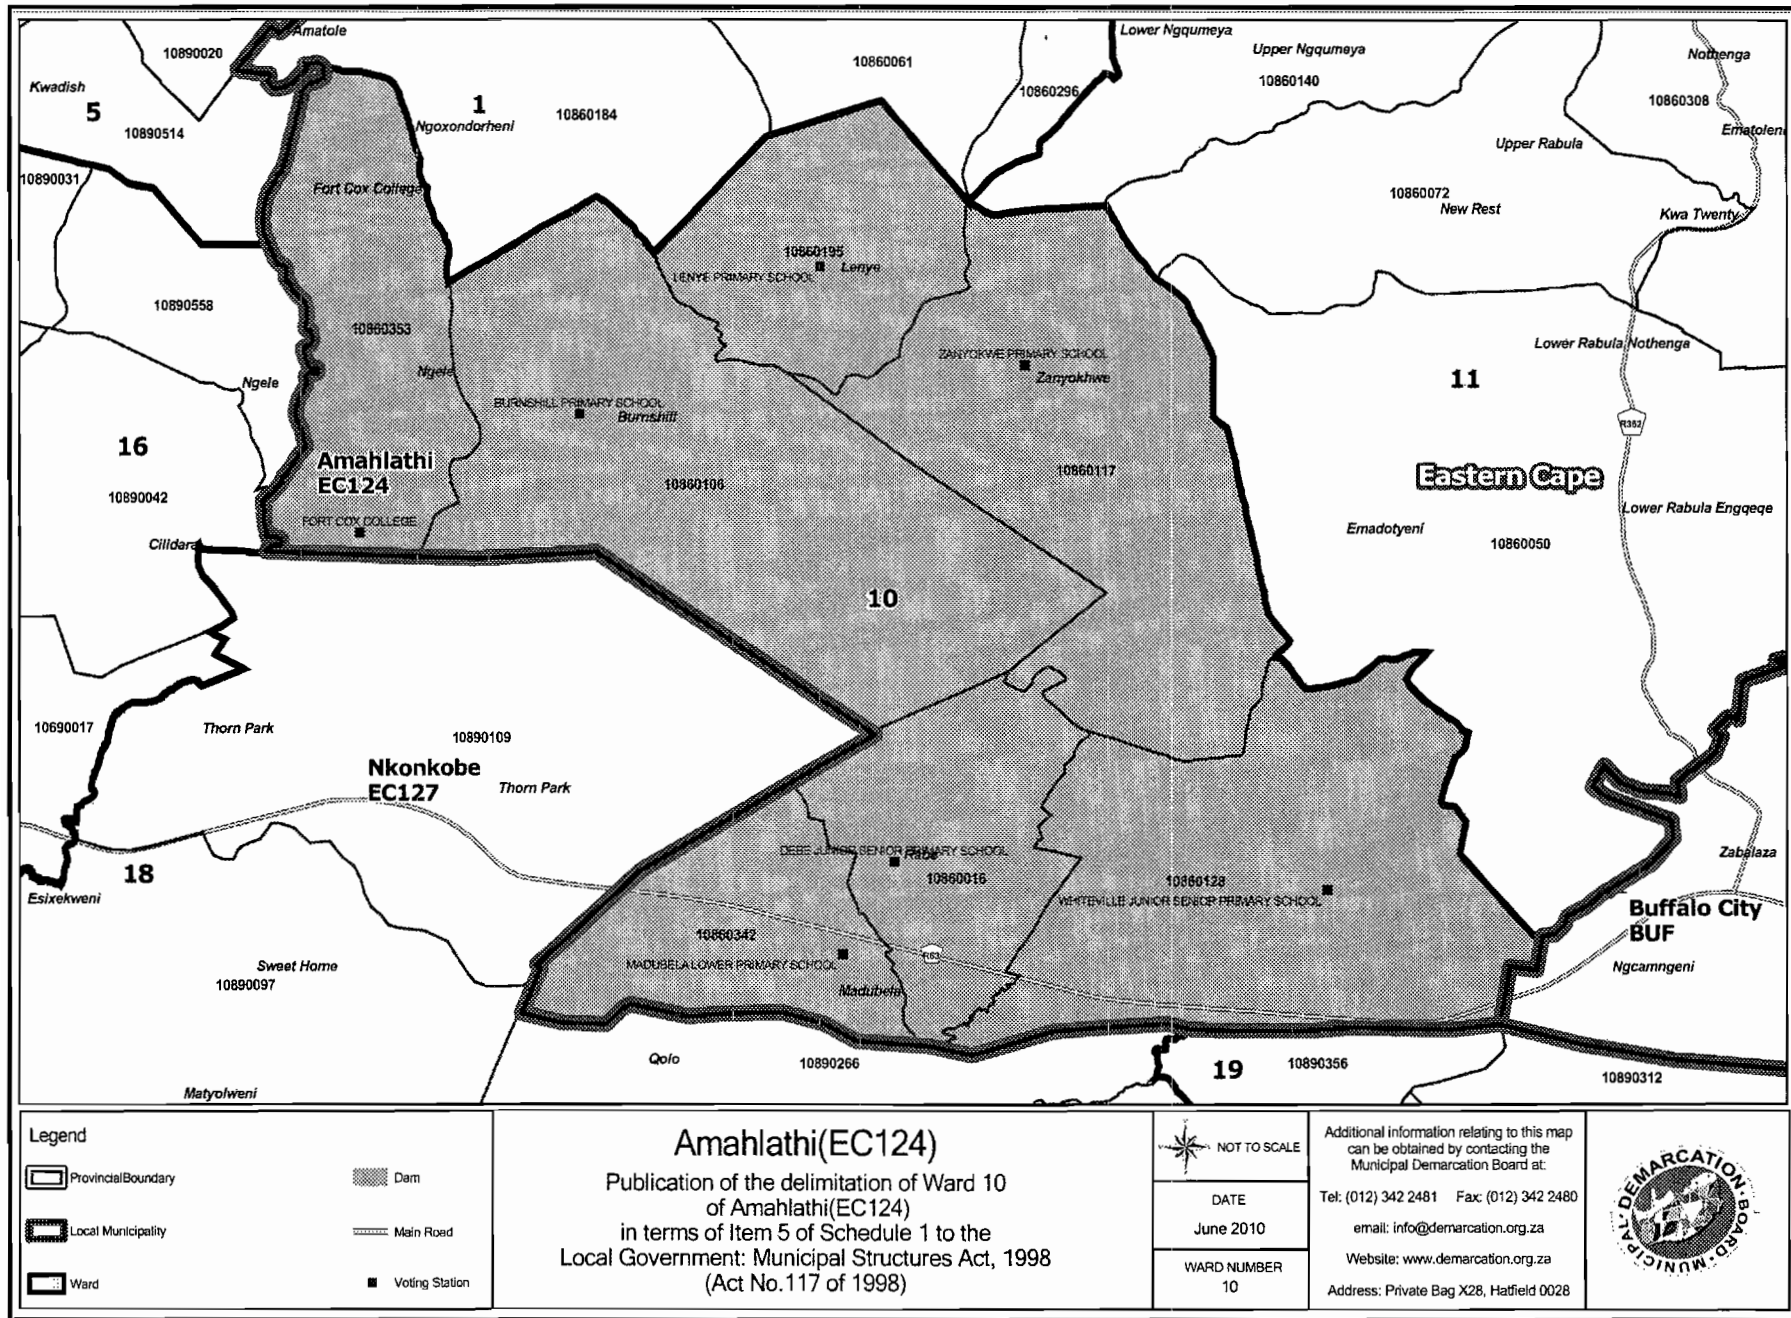 Amatole
10890020
Kwadish
5
10890514
1
Ngoxondorheni
10860184
10860061
10860296
Lower Ngqumeya
Upper Ngqumeya
10860140
Nothenga
10860308
Upper Rabula
10890031
Fort Cox College
10860072
New Rest
Kwa Twenty
10860195
Lenye
LENYE PRIMARY SCHOOL
10890558
10860353
Lower Rabula Nothenga
ZANYOKWE PRIMARY SCHOOL
Zanyokhwe
11
Ngele
Ngele
BURNSHILL PRIMARY SCHOOL
Burnshill
R352
16
Amahlathi
EC124
10860106
10860117
Eastern Cape
10890042
Lower Rabula Engqeqe
FORT COX COLLEGE
Emadotyeni
10860050
Cilidara
10
10690017
Thorn Park
10890109
Nkonkobe
EC127
Thorn Park
18
DEBE JUNIOR SENIOR PRIMARY SCHOOL
Zabalaza
10860016
10860128
WHITEVILLE JUNIOR SENIOR PRIMARY SCHOOL
Esixekweni
Buffalo City
BUF
10860342
R63
MADUBELA LOWER PRIMARY SCHOOL
Madubela
Sweet Home
10890097
Ngcamngeni
Qolo
10890266
19
10890356
10890312
Matyolweni
Legend
Provincial Boundary
Dam
Local Municipality
Main Road
Ward
Voting Station
Amahlathi(EC124)
Publication of the delimitation of Ward 10
of Amahlathi(EC124)
in terms of Item 5 of Schedule 1 to the
Local Government: Municipal Structures Act, 1998
(Act No.117 of 1998)
NOT TO SCALE
DATE
June 2010
WARD NUMBER
10
Additional information relating to this map
can be obtained by contacting the
Municipal Demarcation Board at:
Tel: (012) 342 2481 Fax: (012) 342 2480
email: info@demarcation.org.za
Website: www.demarcation.org.za
Address: Private Bag X28, Hatfield 0028
MUNICIPAL DEMARCATION BOARD